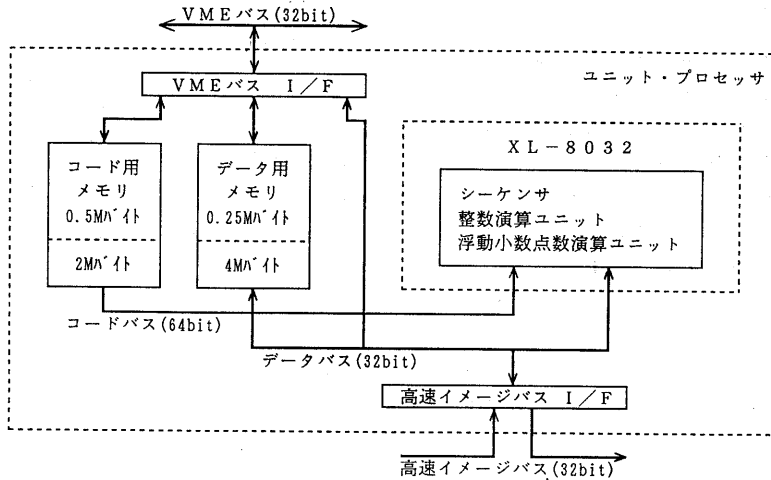 VMEバス(32bit)
ユニット・プロセッサ
VMEバス I/F
コード用
メモリ
0.5Mバイト
2Mバイト
データ用
メモリ
0.25Mバイト
4Mバイト
XL-8032
シーケンサ
整数演算ユニット
浮動小数点数演算ユニット
コードバス(64bit)
データバス(32bit)
高速イメージバス I/F
高速イメージバス(32bit)